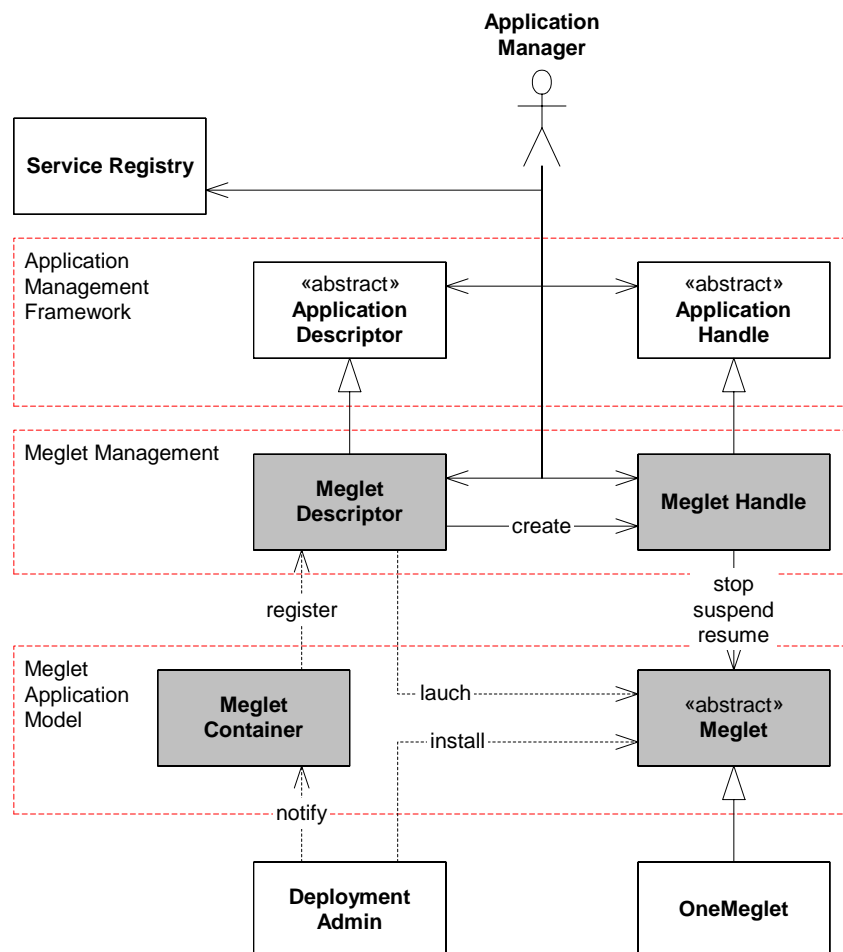 Application
Manager
Service Registry
Application
Management
Framework
«abstract»
Application
Descriptor
«abstract»
Application
Handle
Meglet Management
Meglet
Descriptor
create
Meglet Handle
register
stop
suspend
resume
Meglet
Application
Model
Meglet
Container
lauch
install
«abstract»
Meglet
notify
Deployment
Admin
OneMeglet